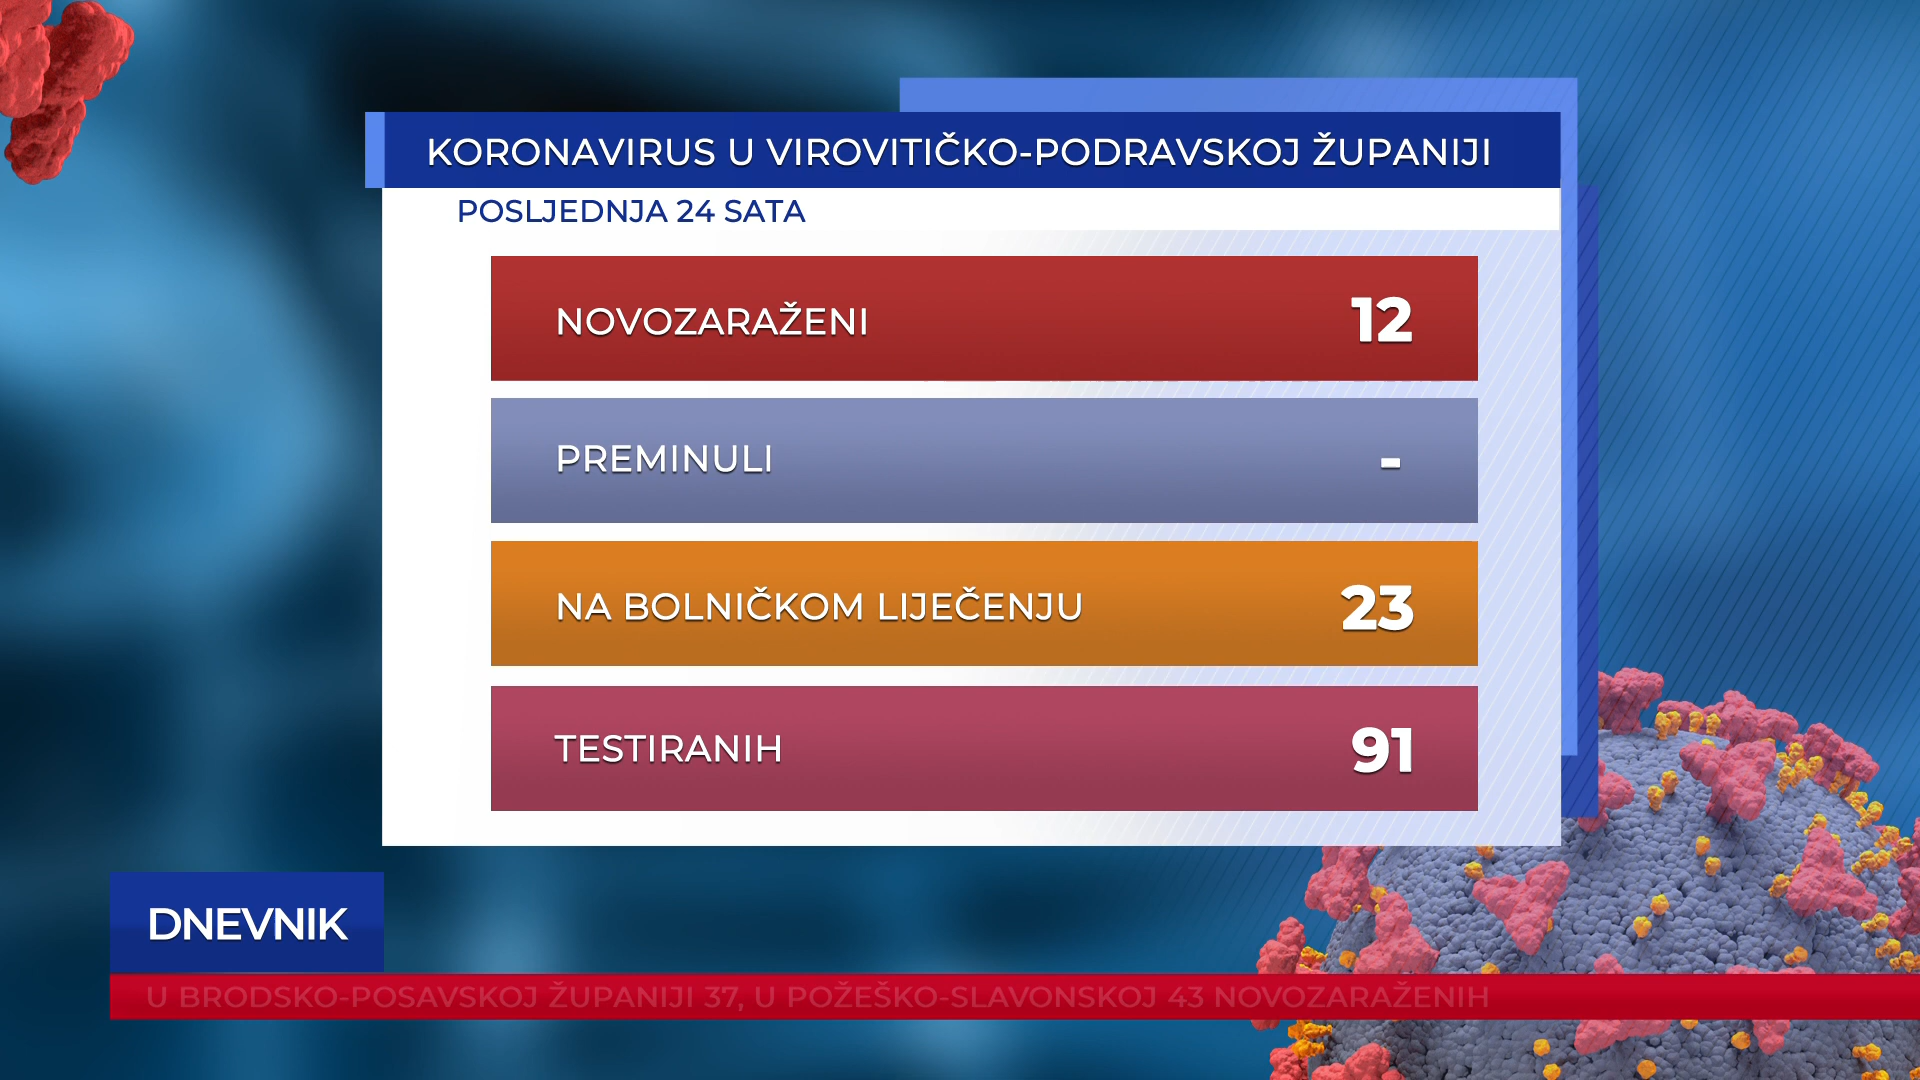 KORONAVIRUS U VIROVITIČKO-PODRAVSKOJ ŽUPANIJI
POSLJEDNJA 24 SATA
NOVOZARAŽENI 12
PREMINULI -
NA BOLNIČKOM LIJEČENJU 23
TESTIRANIH 91
DNEVNIK
U BRODSKO-POSAVSKOJ ŽUPANIJI 37, U POŽEŠKO-SLAVONSKOJ 43 NOVOZARAŽENIH